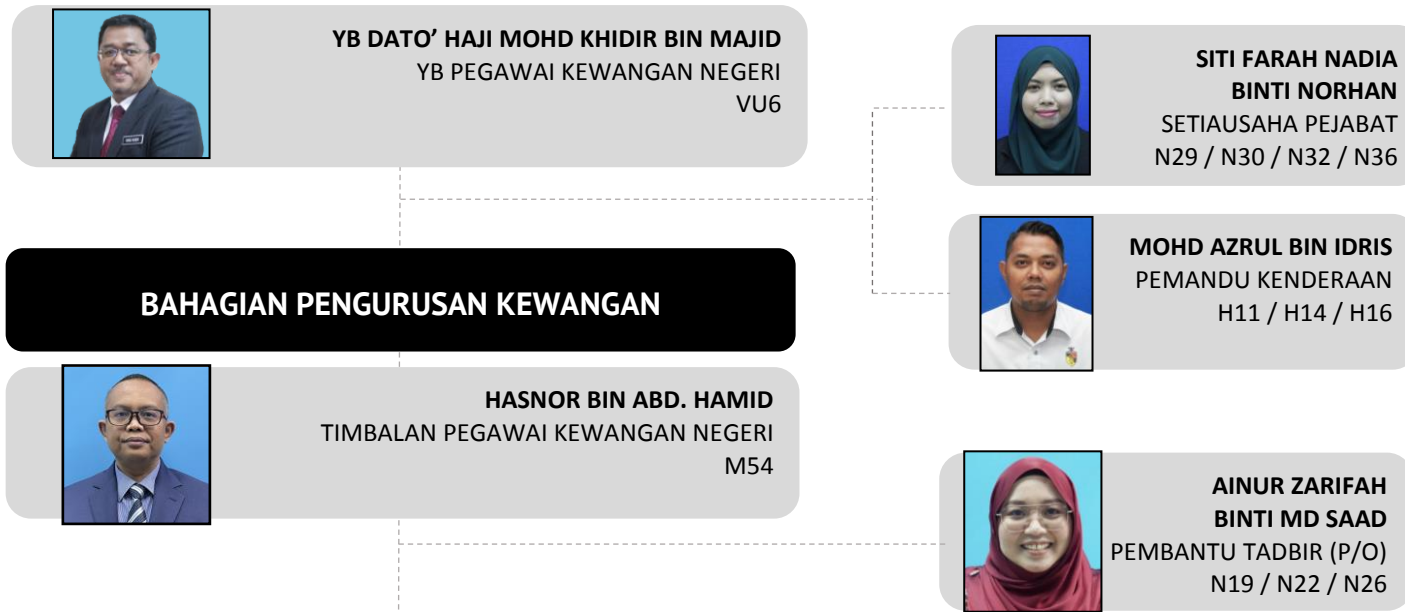 YB DATO’ HAJI MOHD KHIDIR BIN MAJID
YB PEGAWAI KEWANGAN NEGERI
VU6
SITI FARAH NADIA
BINTI NORHAN
SETIAUSAHA PEJABAT
N29 / N30 / N32 / N36
MOHD AZRUL BIN IDRIS
PEMANDU KENDERAAN
H11 / H14 / H16
BAHAGIAN PENGURUSAN KEWANGAN
HASNOR BIN ABD. HAMID
TIMBALAN PEGAWAI KEWANGAN NEGERI
M54
AINUR ZARIFAH
BINTI MD SAAD
PEMBANTU TADBIR (P/O)
N19 / N22 / N26